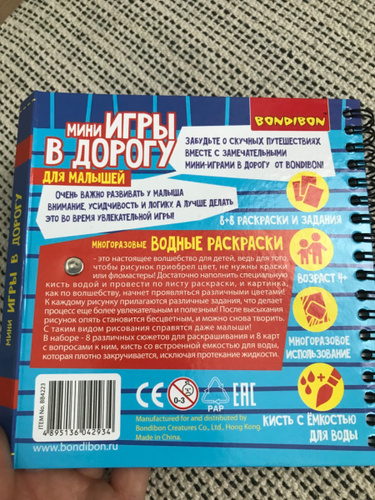 МИНИ ИГРЫ
В ДОРОГУ
ДЛЯ МАЛЫШЕЙ
BONDIBON
ЗАБУДЬТЕ О СКУЧНЫХ ПУТЕШЕСТВИЯХ
ВМЕСТЕ С ЗАМЕЧАТЕЛЬНЫМИ
МИНИ-ИГРАМИ В ДОРОГУ ОТ BONDIBON!
ОЧЕНЬ ВАЖНО РАЗВИВАТЬ У МАЛЫША
ВНИМАНИЕ, УСИДЧИВОСТЬ И ЛОГИКУ. А ЛУЧШЕ ДЕЛАТЬ
ЭТО ВО ВРЕМЯ УВЛЕКАТЕЛЬНОЙ ИГРЫ!
8+8 РАСКРАСКИ И ЗАДАНИЯ
МНОГОРАЗОВЫЕ ВОДНЫЕ РАСКРАСКИ
- это настоящее волшебство для детей, ведь для того,
чтобы рисунок приобрел цвет, не нужны краски
или фломастеры! Достаточно наполнить специальную
кисть водой и провести по листу раскраски, и картинка,
как по волшебству, начнет проявляться различными цветами!
К каждому рисунку прилагаются различные задания, что делает
процесс еще более увлекательным и полезным! После высыхания
рисунок опять становится бесцветным, и можно снова творить.
С таким видом рисования справятся даже малыши!
В наборе - 8 различных сюжетов для раскрашивания и 8 карт
с вопросами к ним, кисть со встроенной емкостью для воды,
которая плотно закручивается, исключая протекание жидкости.
ВОЗРАСТ 4+
МНОГОРАЗОВОЕ
ИСПОЛЬЗОВАНИЕ
КИСТЬ С ЁМКОСТЬЮ
ДЛЯ ВОДЫ
МИНИ ИГРЫ В ДОРОГУ
ITEM No. ВВ4223
4895136042934
www.bondibon.ru
CE
0-3
PAP
EAC
Manufactured for and distributed by
Bondibon Creatures Co., Ltd., Hong Kong.
Made in China.